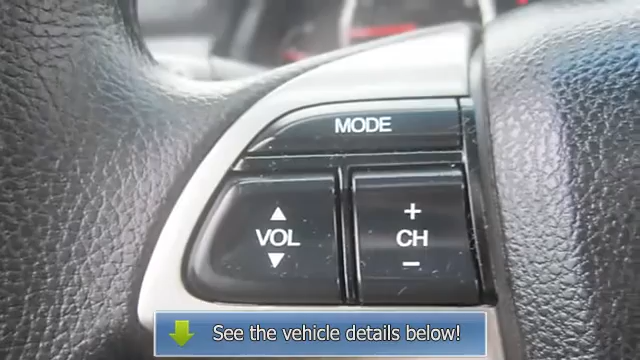 MODE
▲
VOL
▼
+
CH
−
See the vehicle details below!